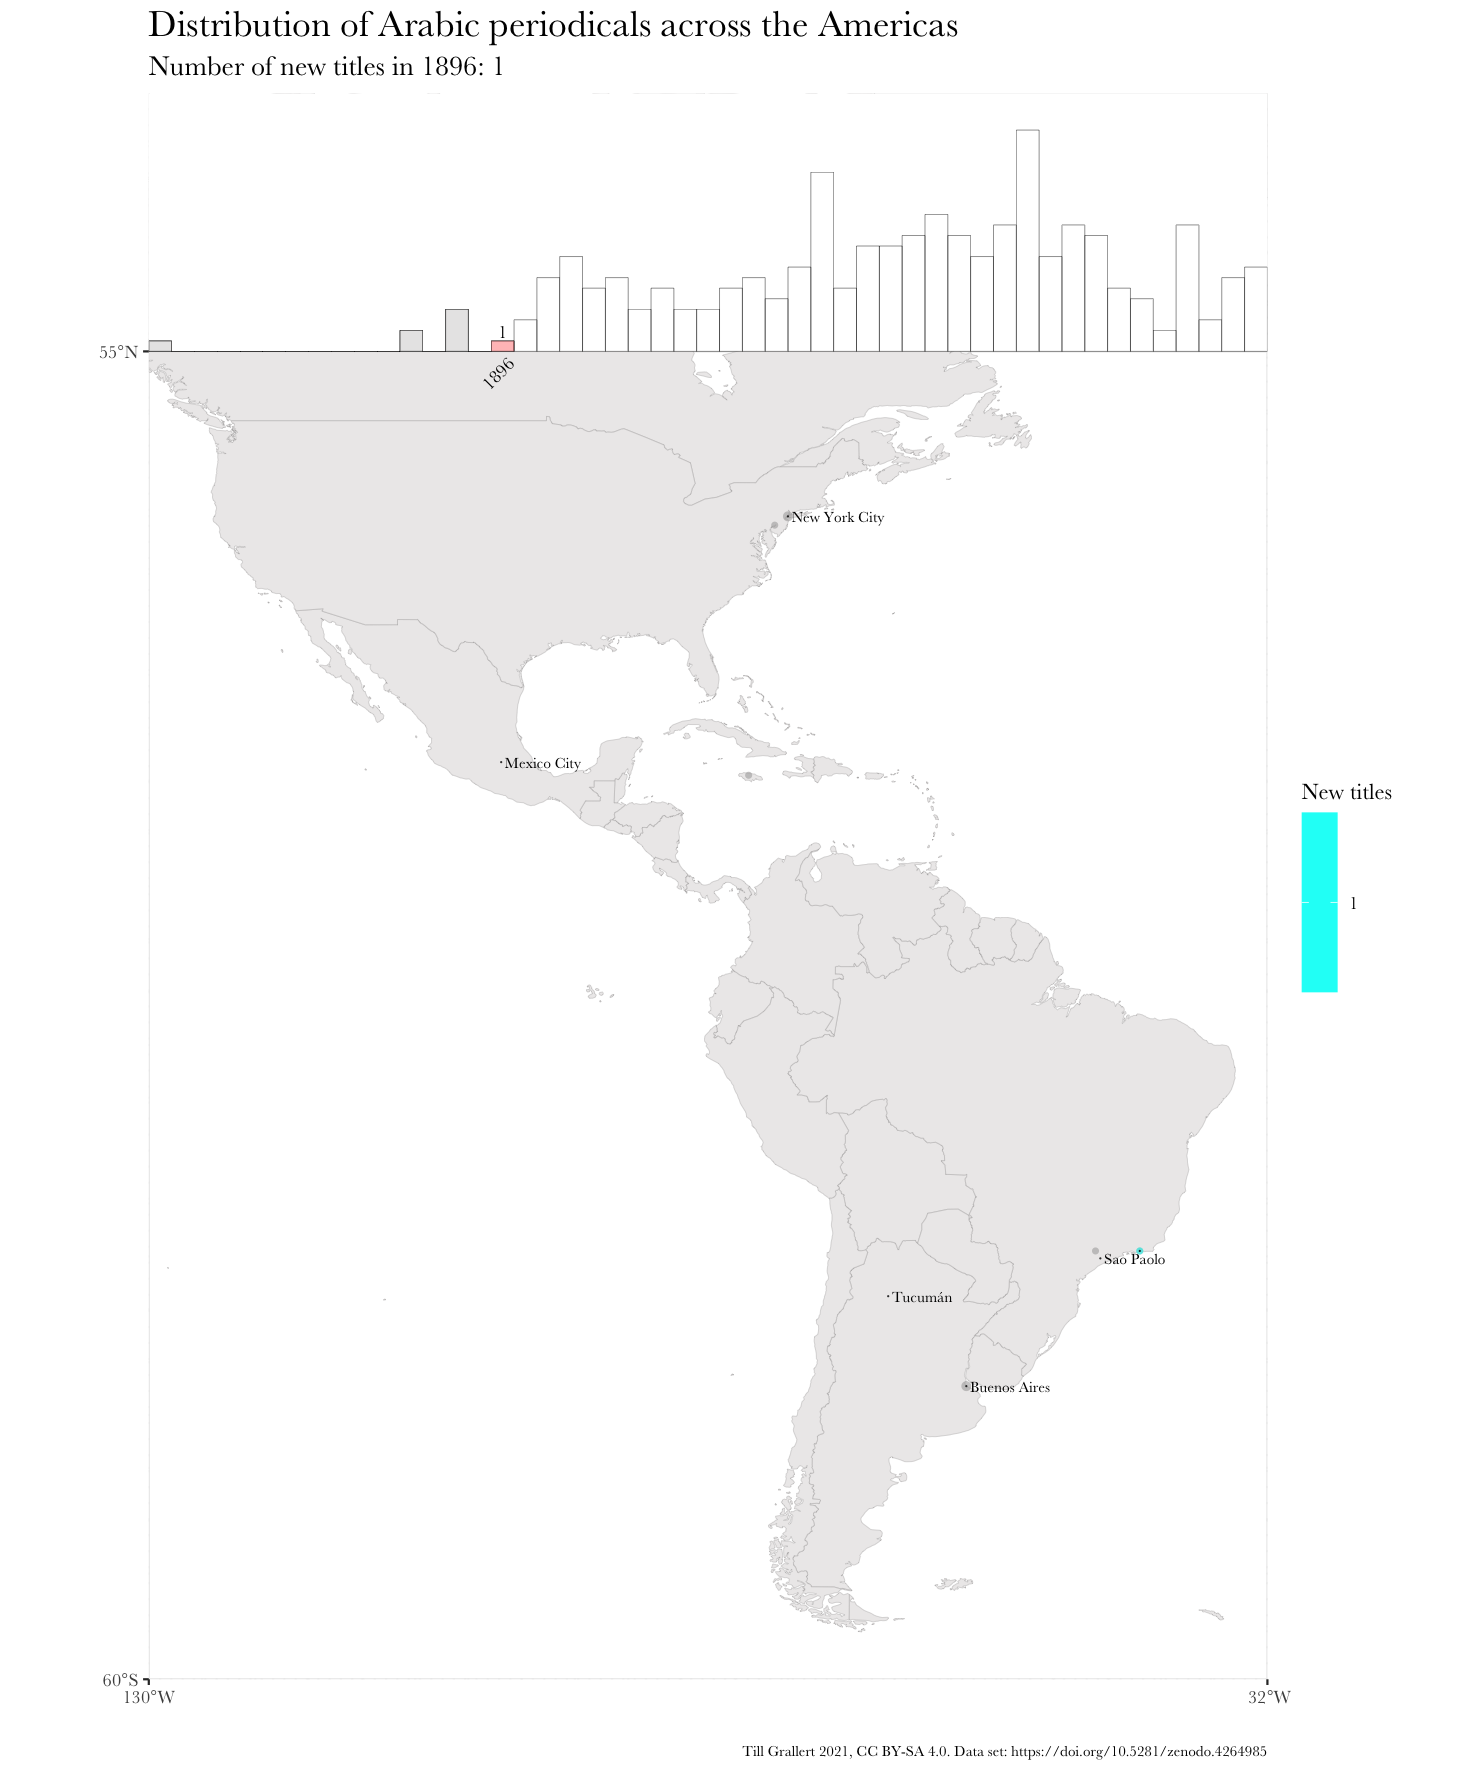 Distribution of Arabic periodicals across the Americas
Number of new titles in 1896: 1
1
55°N
1896
New York City
Mexico City
New titles
1
Sao Paolo
Tucumán
Buenos Aires
60°S
130°W
32°W
Till Grallert 2021, CC BY-SA 4.0. Data set: https://doi.org/10.5281/zenodo.4264985